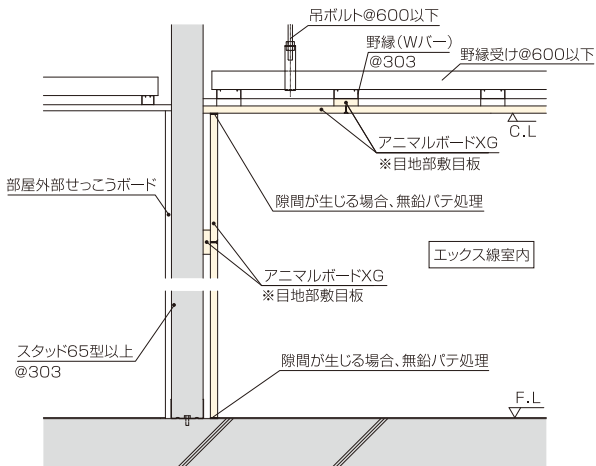 吊ボルト@600以下
野縁(Wバー)
@303
野縁受け@600以下
C.L
アニマルボードXG
※目地部敷目板
部屋外部せっこうボード
隙間が生じる場合、無鉛パテ処理
エックス線室内
アニマルボードXG
※目地部敷目板
スタッド65型以上
@303
隙間が生じる場合、無鉛パテ処理
F.L